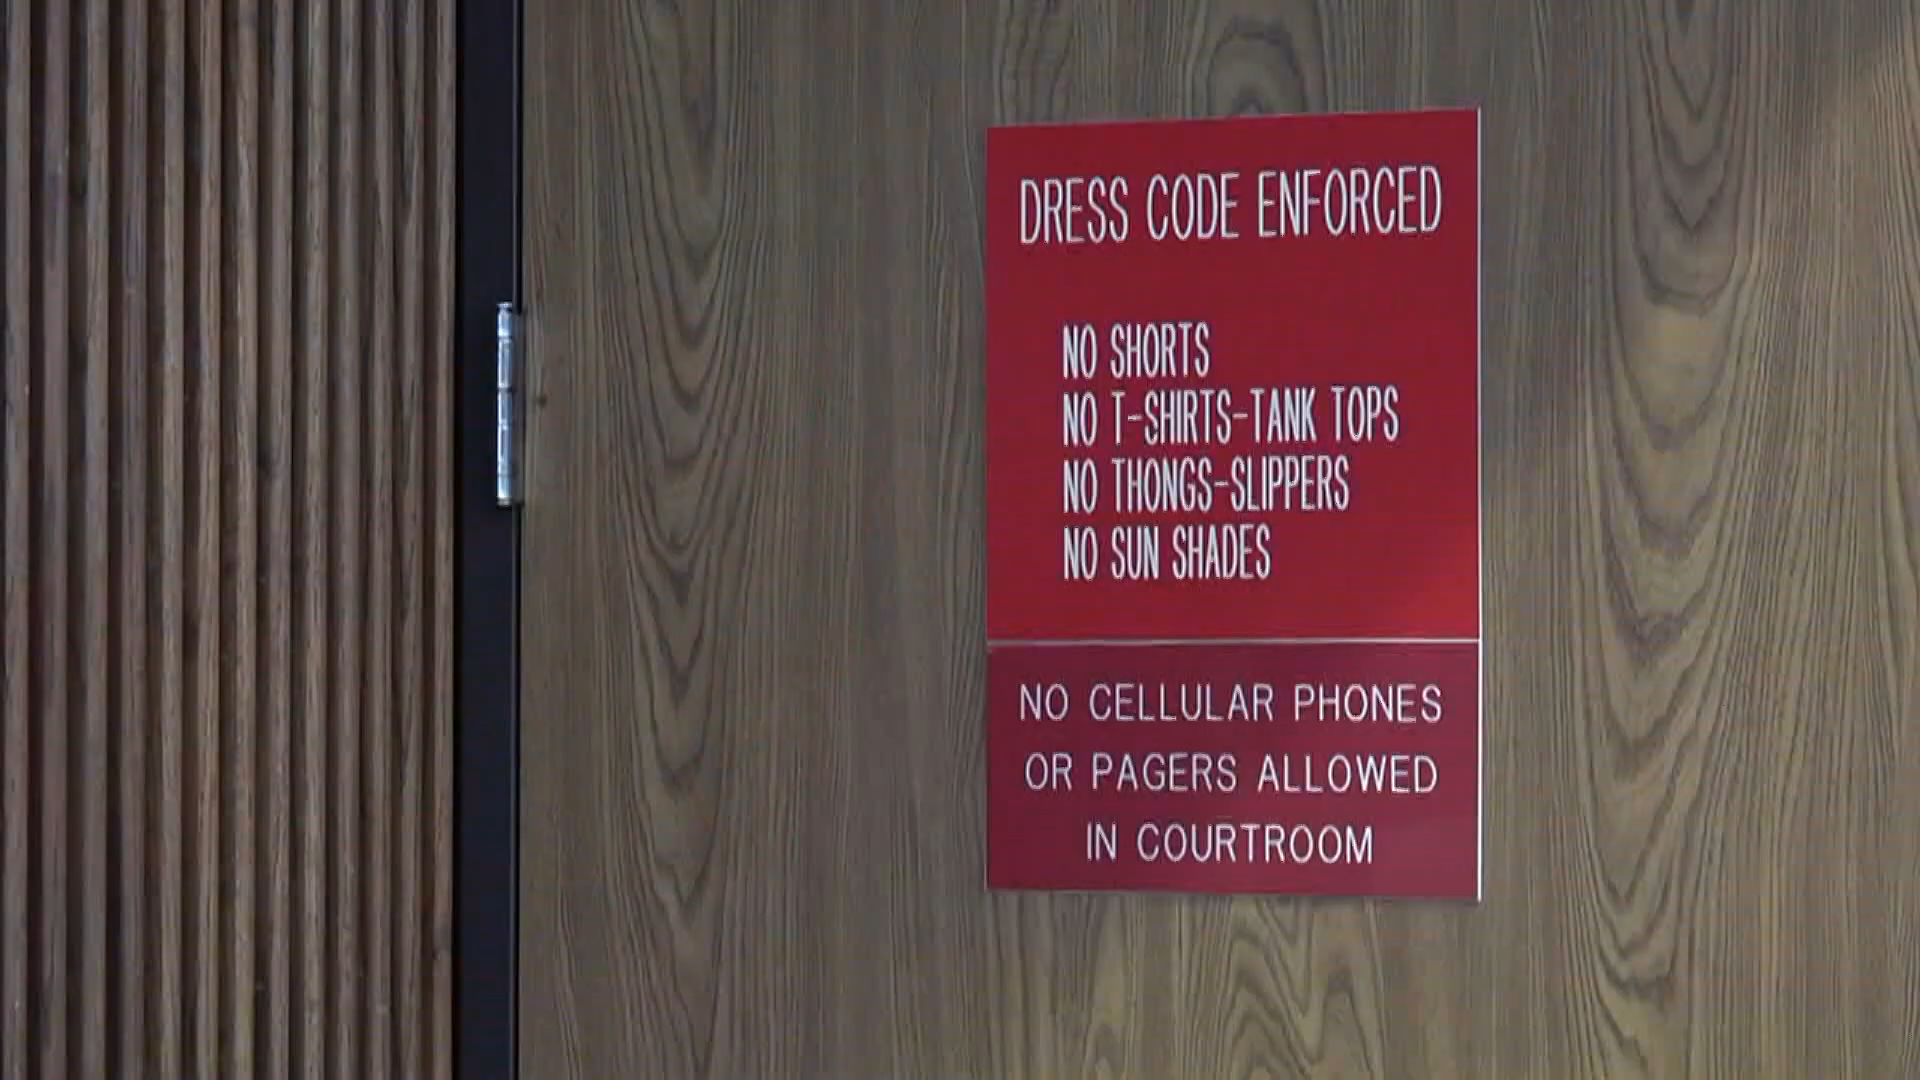 DRESS CODE ENFORCED
NO SHORTS
NO T-SHIRTS-TANK TOPS
NO THONGS-SLIPPERS
NO SUN SHADES
NO CELLULAR PHONES
OR PAGERS ALLOWED
IN COURTROOM